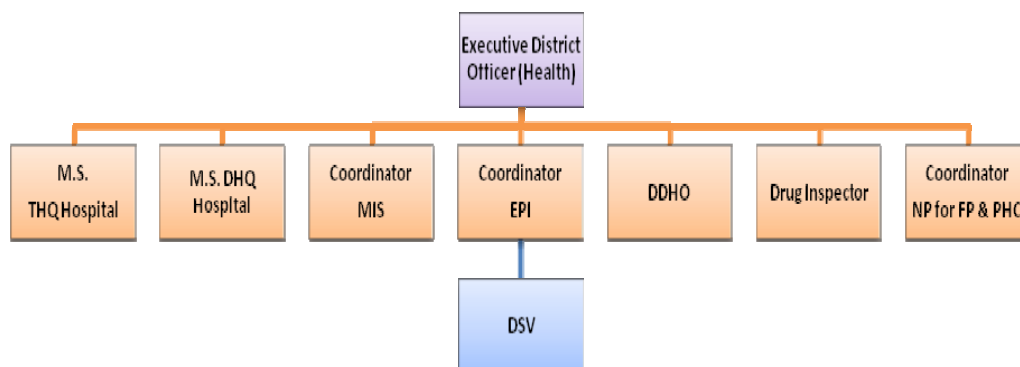 Executive District
Officer (Health)
M.S.
THQ Hospital
M.S. DHQ
Hospital
Coordinator
MIS
Coordinator
EPI
DDHO
Drug Inspector
Coordinator
NP for FP & PHC
DSV